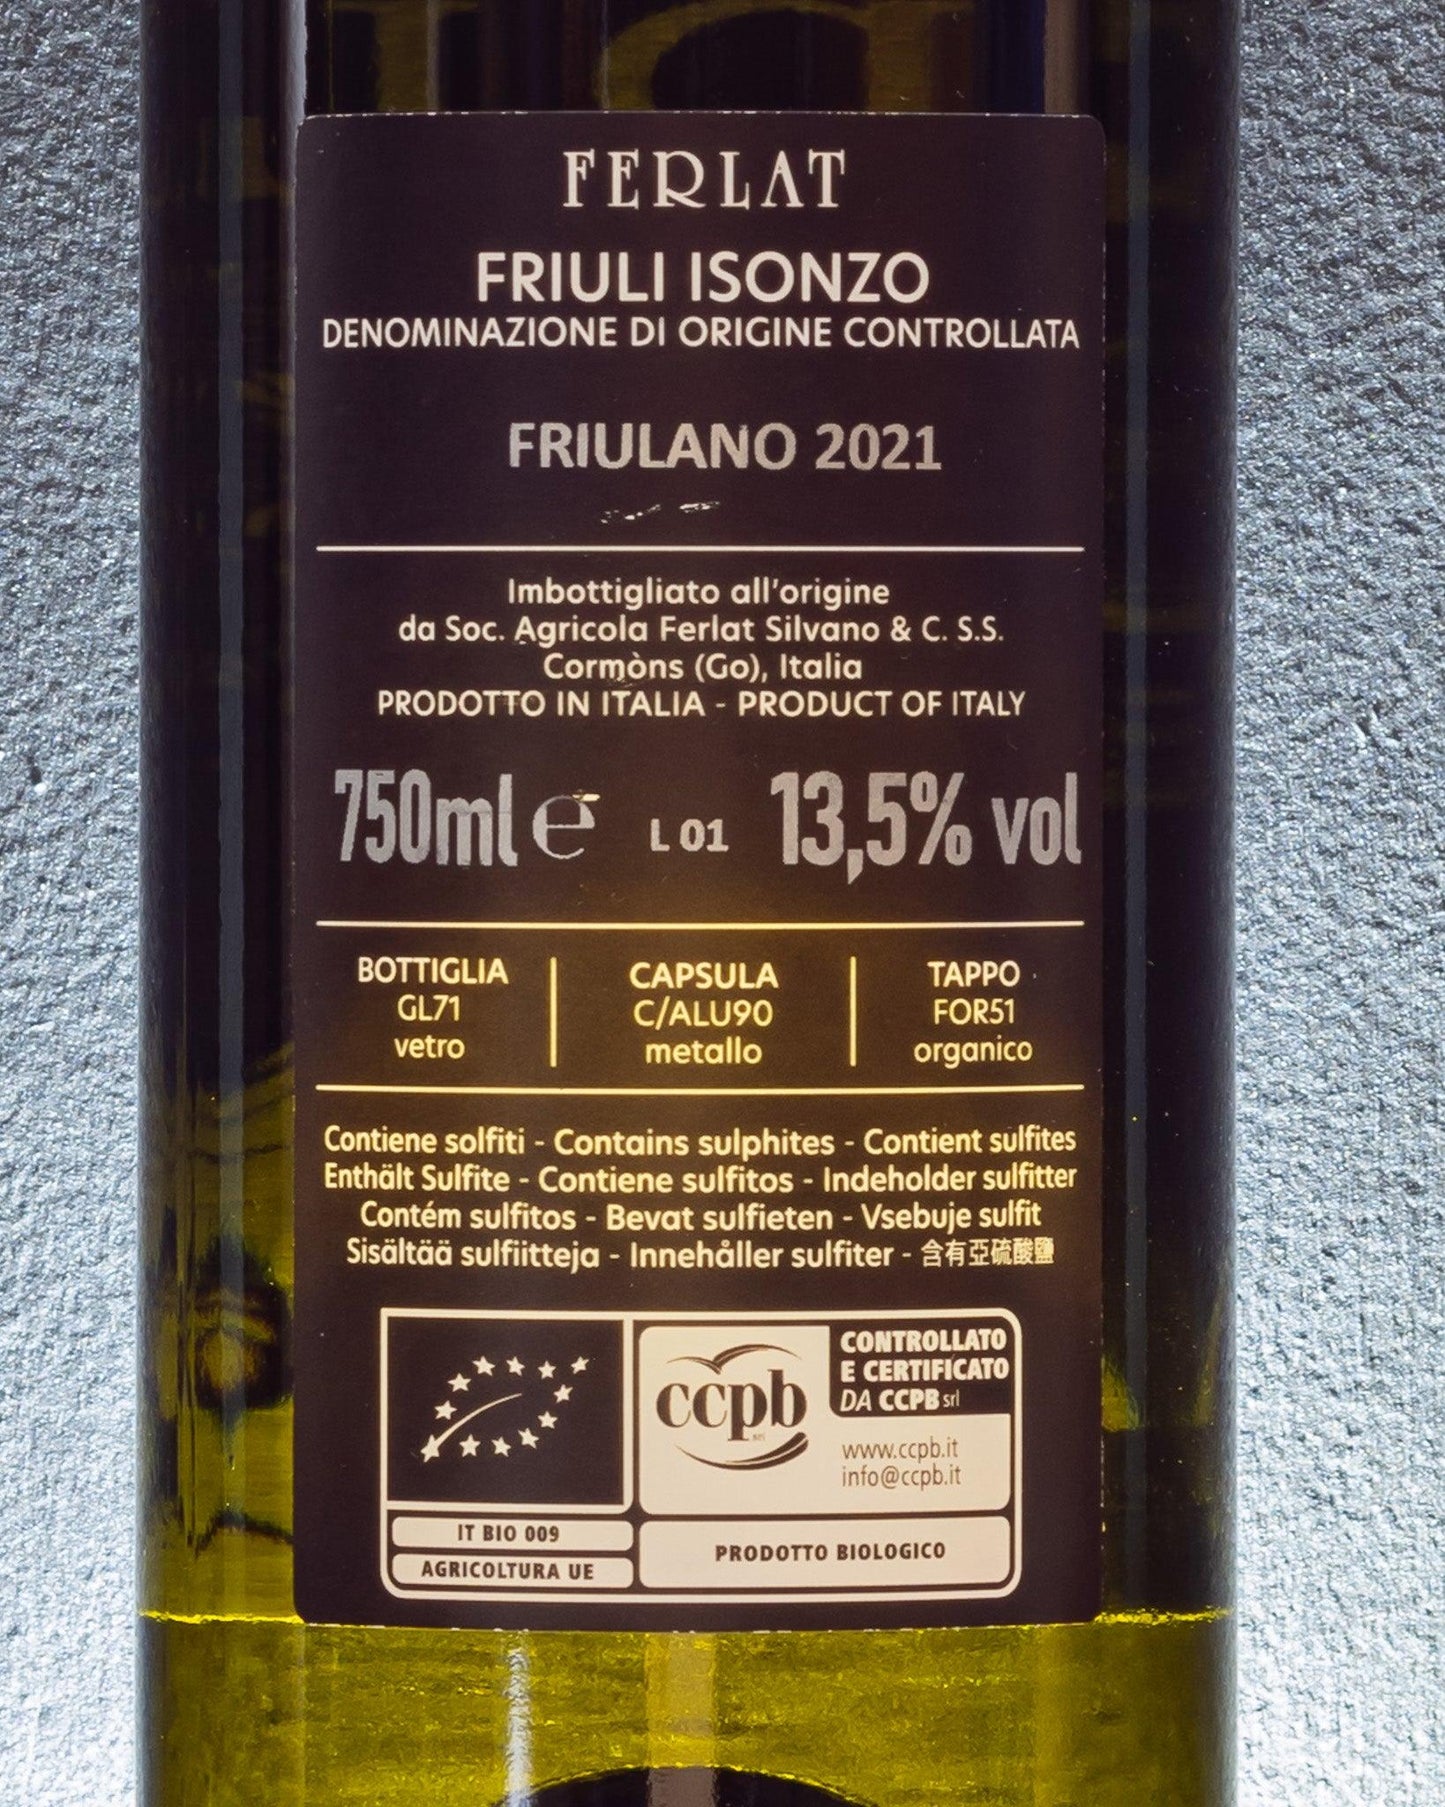 FERLAT
FRIULI ISONZO
DENOMINAZIONE DI ORIGINE CONTROLLATA
FRIULANO 2021
Imbottigliato all'origine
da Soc. Agricola Ferlat Silvano & C. S.S.
Cormòns (Go), Italia
PRODOTTO IN ITALIA - PRODUCT OF ITALY
750ml e L 01 13,5% vol
BOTTIGLIA CAPSULA TAPPO
GL71 C/ALU90 FOR51
vetro metallo organico
Contiene solfiti - Contains sulphites - Contient sulfites
Enthält Sulfite - Contiene sulfitos - Indeholder sulfitter
Contém sulfitos - Bevat sulfieten - Vsebuje sulfit
Sisältää sulfiitteja - Innehåller sulfiter - 含有亞硫酸鹽
ccpb
CONTROLLATO
E CERTIFICATO
DA CCPB srl
www.ccpb.it
info@ccpb.it
IT BIO 009
AGRICOLTURA UE
PRODOTTO BIOLOGICO